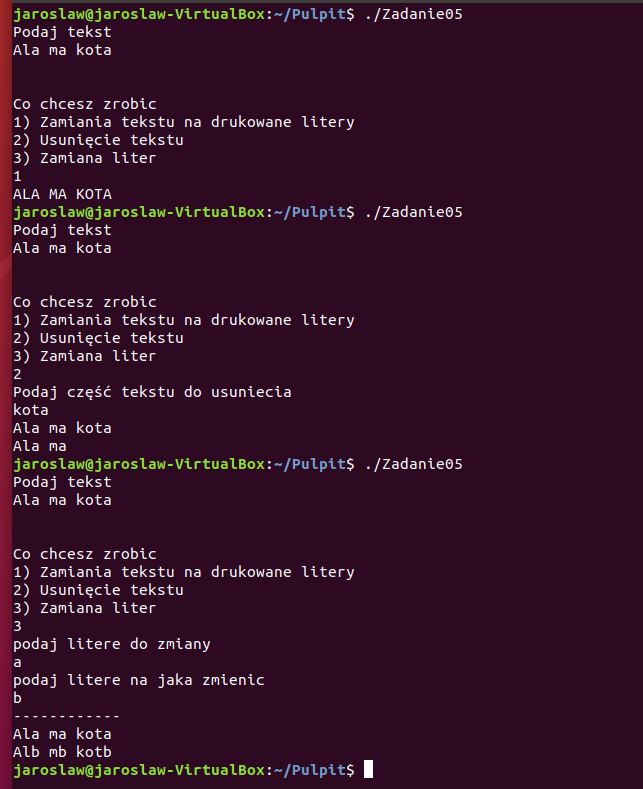 jaroslaw@jaroslaw-VirtualBox:~/Pulpit$ ./Zadanie05
Podaj tekst
Ala ma kota
Co chcesz zrobic
1) Zamiania tekstu na drukowane litery
2) Usunięcie tekstu
3) Zamiana liter
1
ALA MA KOTA
jaroslaw@jaroslaw-VirtualBox:~/Pulpit$ ./Zadanie05
Podaj tekst
Ala ma kota
Co chcesz zrobic
1) Zamiania tekstu na drukowane litery
2) Usunięcie tekstu
3) Zamiana liter
2
Podaj część tekstu do usuniecia
kota
Ala ma kota
Ala ma
jaroslaw@jaroslaw-VirtualBox:~/Pulpit$ ./Zadanie05
Podaj tekst
Ala ma kota
Co chcesz zrobic
1) Zamiania tekstu na drukowane litery
2) Usunięcie tekstu
3) Zamiana liter
3
podaj litere do zmiany
a
podaj litere na jaka zmienic
b
------------
Ala ma kota
Alb mb kotb
jaroslaw@jaroslaw-VirtualBox:~/Pulpit$